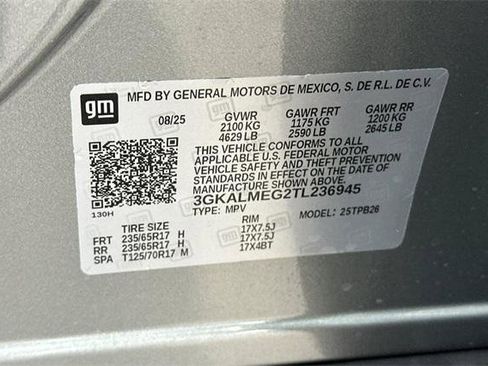 gm
MFD BY GENERAL MOTORS DE MEXICO, S. DE R.L. DE C.V.
08/25 GVWR GAWR FRT GAWR RR
2100 KG 1175 KG 1200 KG
4629 LB 2590 LB 2645 LB
THIS VEHICLE CONFORMS TO ALL
APPLICABLE U.S. FEDERAL MOTOR
VEHICLE SAFETY AND THEFT PREVENTION
STANDARDS IN EFFECT ON THE DATE OF
MANUFACTURE SHOWN ABOVE.
3GKALMEG2TL236945
130H TYPE: MPV MODEL: 25TPB26
TIRE SIZE RIM
FRT 235/65R17 H 17X7.5J
RR 235/65R17 H 17X7.5J
SPA T125/70R17 M 17X4BT